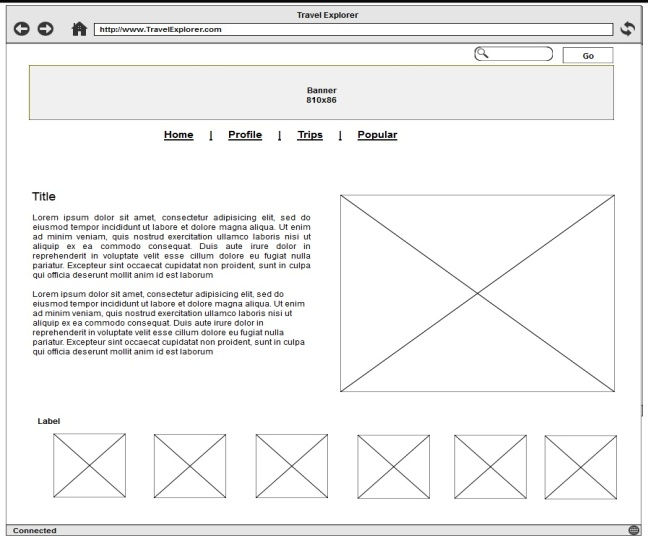 Travel Explorer
http://www.TravelExplorer.com
Go
Banner
810x86
Home | Profile | Trips | Popular
Title
Lorem ipsum dolor sit amet, consectetur adipisicing elit, sed do
eiusmod tempor incididunt ut labore et dolore magna aliqua. Ut enim
ad minim veniam, quis nostrud exercitation ullamco laboris nisi ut
aliquip ex ea commodo consequat. Duis aute irure dolor in
reprehenderit in voluptate velit esse cillum dolore eu fugiat nulla
pariatur. Excepteur sint occaecat cupidatat non proident, sunt in culpa
qui officia deserunt mollit anim id est laborum
Lorem ipsum dolor sit amet, consectetur adipisicing elit, sed do
eiusmod tempor incididunt ut labore et dolore magna aliqua. Ut enim
ad minim veniam, quis nostrud exercitation ullamco laboris nisi ut
aliquip ex ea commodo consequat. Duis aute irure dolor in
reprehenderit in voluptate velit esse cillum dolore eu fugiat nulla
pariatur. Excepteur sint occaecat cupidatat non proident, sunt in culpa
qui officia deserunt mollit anim id est laborum
Label
Connected